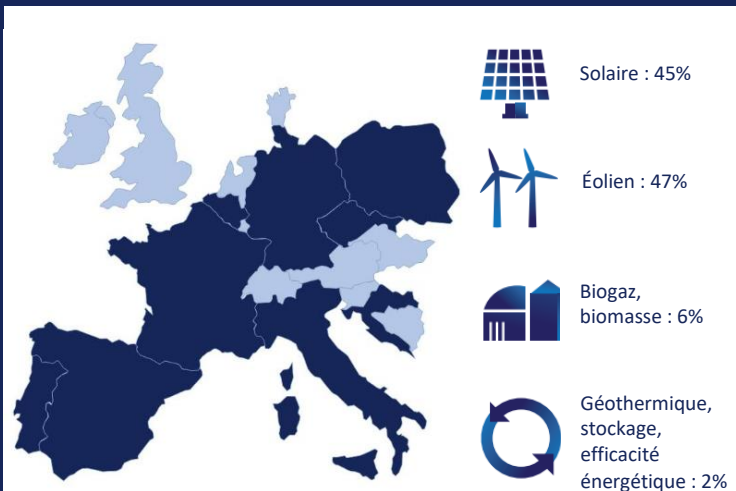 Solaire : 45%
Éolien : 47%
Biogaz,
biomasse : 6%
Géothermique,
stockage,
efficacité
énergétique : 2%